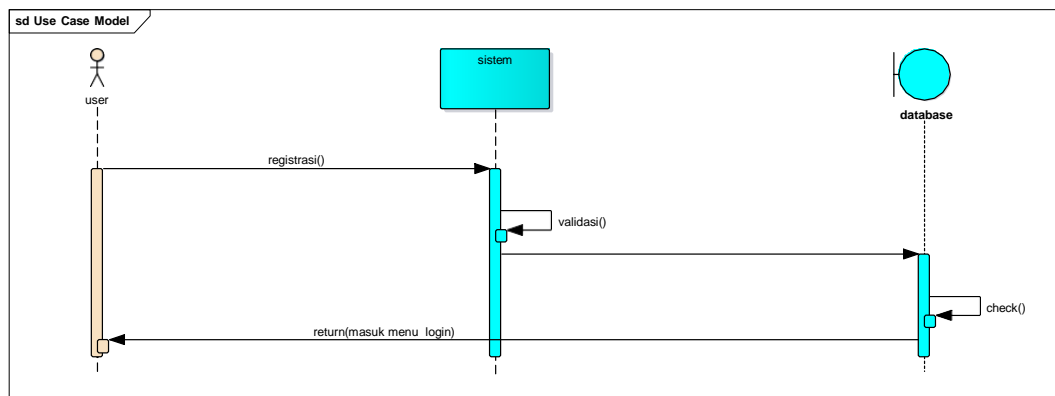 sd Use Case Model
user
sistem
database
registrasi()
validasi()
check()
return(masuk menu login)